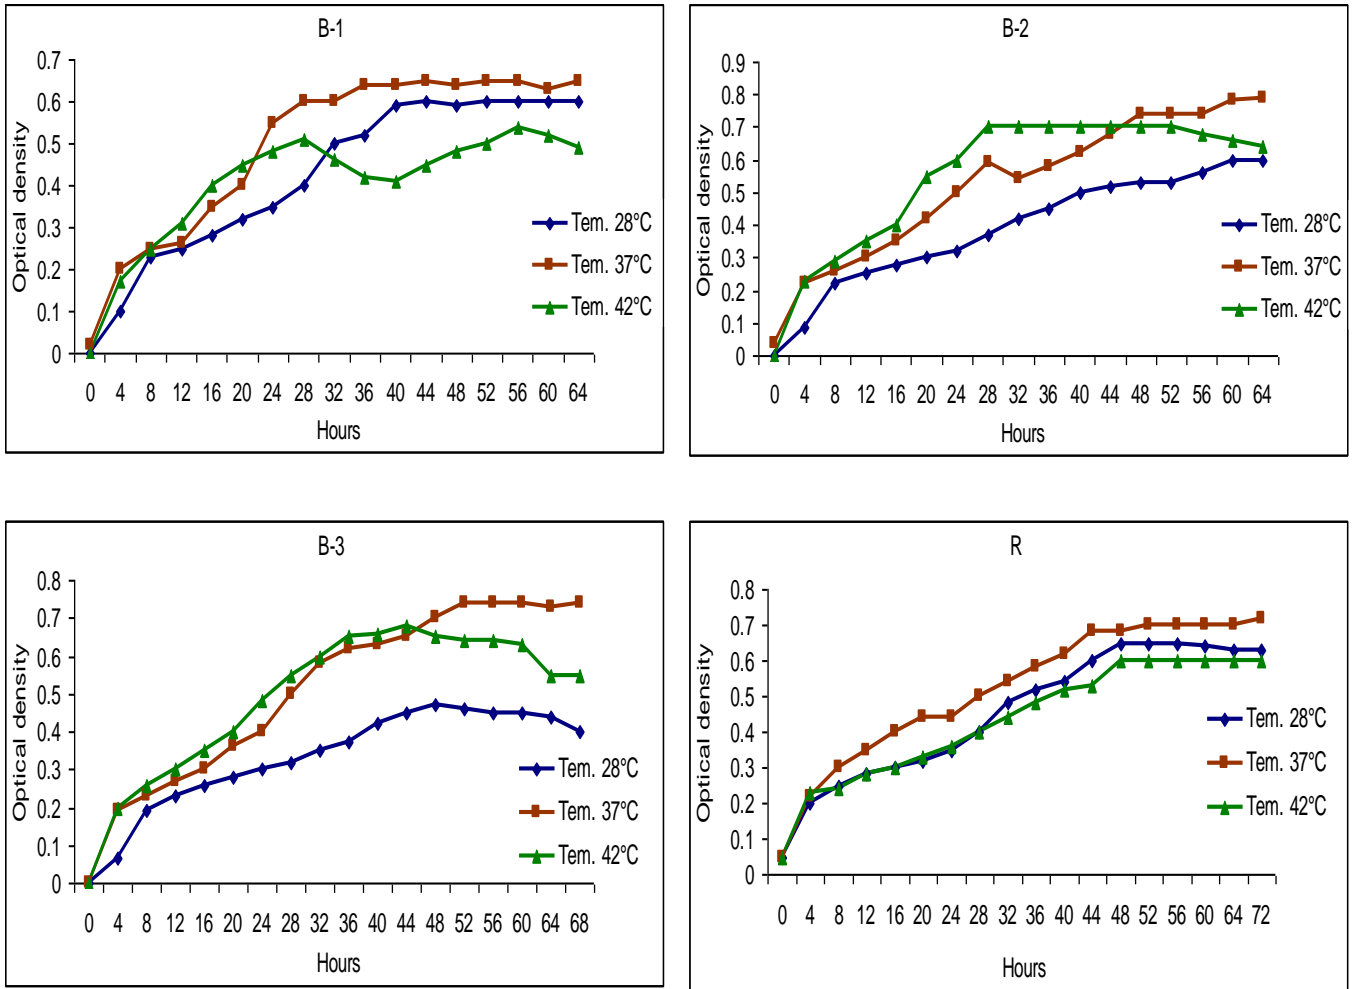 B-1
0.7
0.6
0.5
0.4
0.3
0.2
0.1
0
Optical density
0 4 8 12 16 20 24 28 32 36 40 44 48 52 56 60 64
Hours
Tem. 28°C
Tem. 37°C
Tem. 42°C
B-2
0.9
0.8
0.7
0.6
0.5
0.4
0.3
0.2
0.1
0
Optical density
0 4 8 12 16 20 24 28 32 36 40 44 48 52 56 60 64
Hours
Tem. 28°C
Tem. 37°C
Tem. 42°C
B-3
0.8
0.7
0.6
0.5
0.4
0.3
0.2
0.1
0
Optical density
0 4 8 12 16 20 24 28 32 36 40 44 48 52 56 60 64 68
Hours
Tem. 28°C
Tem. 37°C
Tem. 42°C
R
0.8
0.7
0.6
0.5
0.4
0.3
0.2
0.1
0
Optical density
0 4 8 12 16 20 24 28 32 36 40 44 48 52 56 60 64 72
Hours
Tem. 28°C
Tem. 37°C
Tem. 42°C